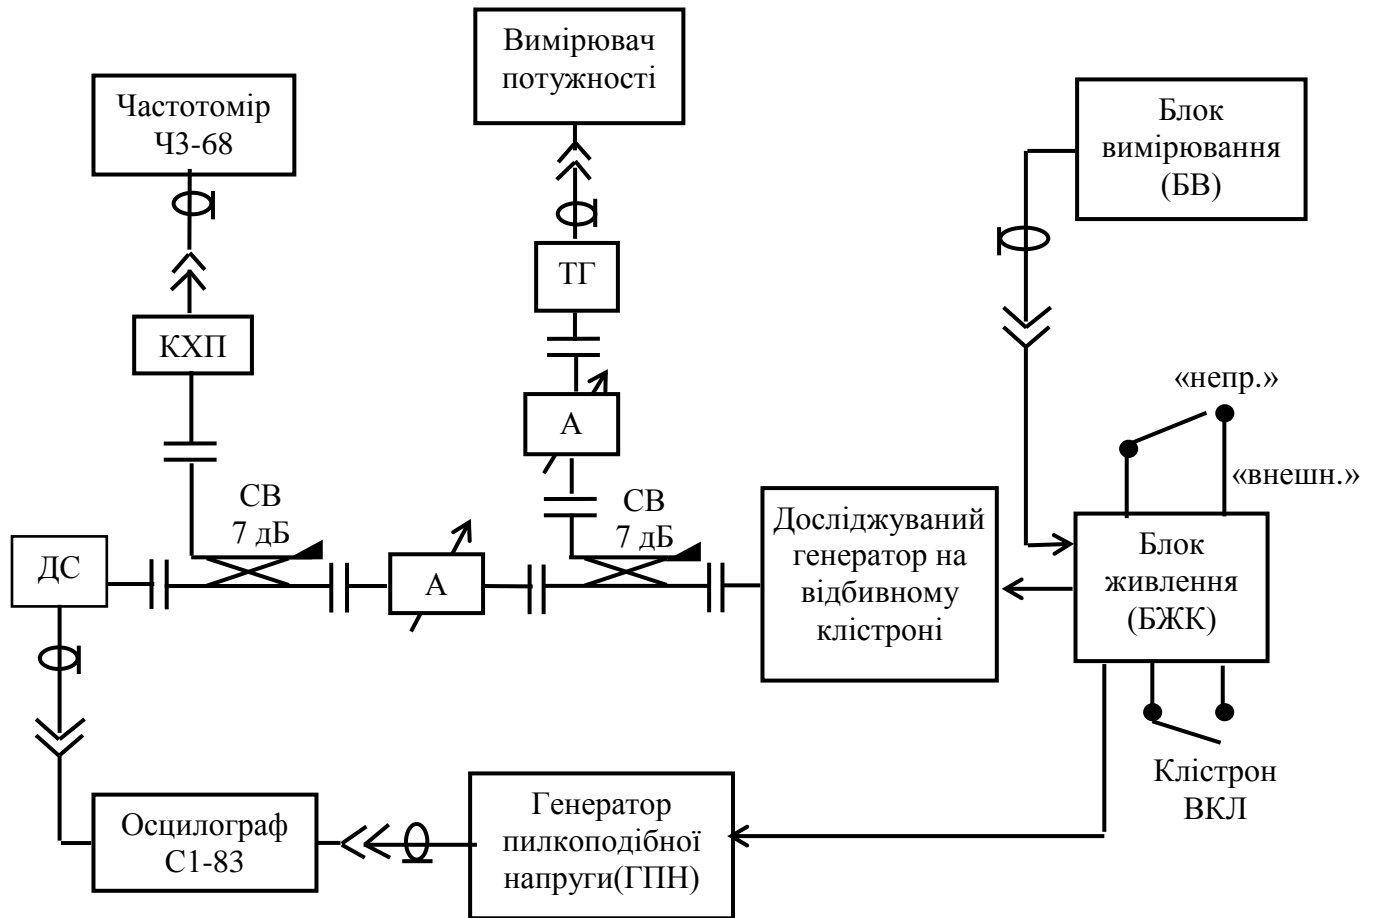 Вимірювач
потужності
Частотомір
ЧЗ-68
Блок
вимірювання
(БВ)
ТГ
КХП
«непр.»
А
«внешн.»
СВ
7 дБ
СВ
7 дБ
Досліджуваний
генератор на
відбивному
клістроні
Блок
живлення
(БЖК)
ДС
А
Клістрон
ВКЛ
Осцилограф
С1-83
Генератор
пилкоподібної
напруги(ГПН)